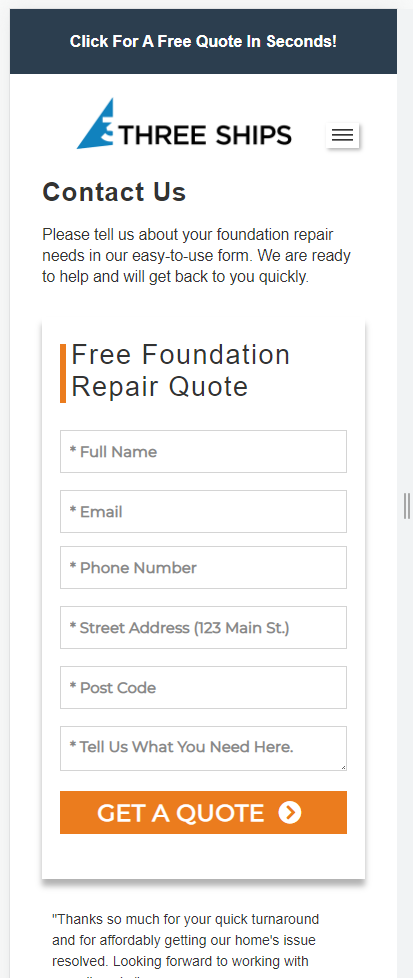 Click For A Free Quote In Seconds!
THREE SHIPS
Contact Us
Please tell us about your foundation repair
needs in our easy-to-use form. We are ready
to help and will get back to you quickly.
Free Foundation
Repair Quote
* Full Name
* Email
* Phone Number
* Street Address (123 Main St.)
* Post Code
* Tell Us What You Need Here.
GET A QUOTE
"Thanks so much for your quick turnaround
and for affordably getting our home's issue
resolved. Looking forward to working with